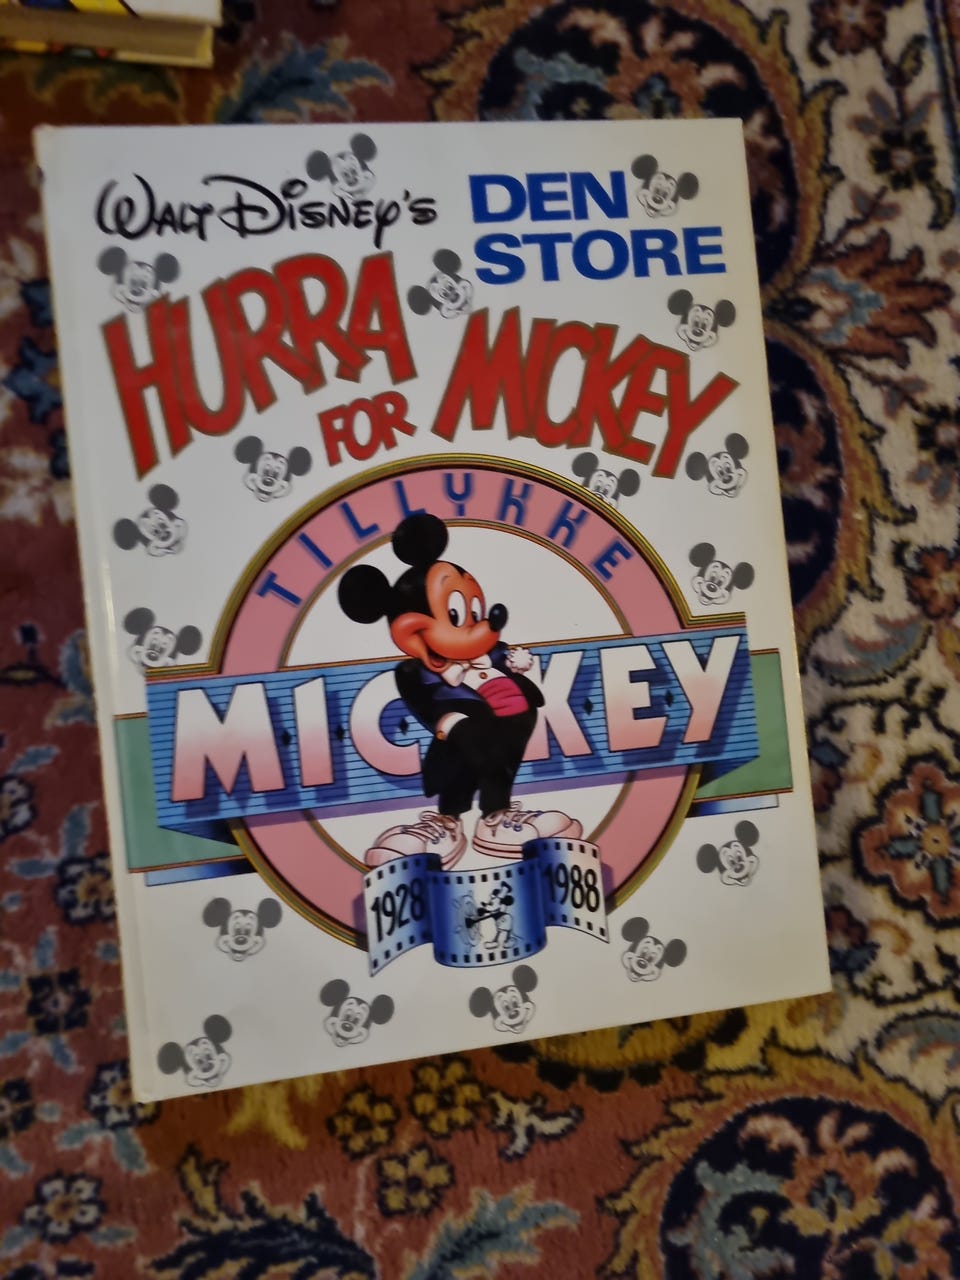 WALT DISNEY'S
DEN
STORE
HURRA
FOR MICKEY
TILLYKKE
MICKEY
1928 1988